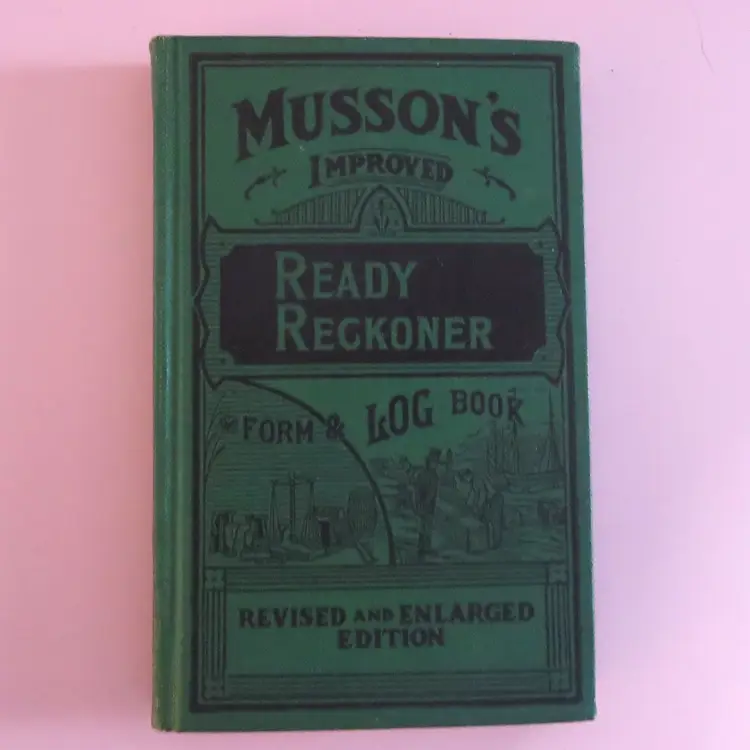 MUSSON'S
IMPROVED
READY
RECKONER
FORM & LOG BOOK
REVISED AND ENLARGED
EDITION